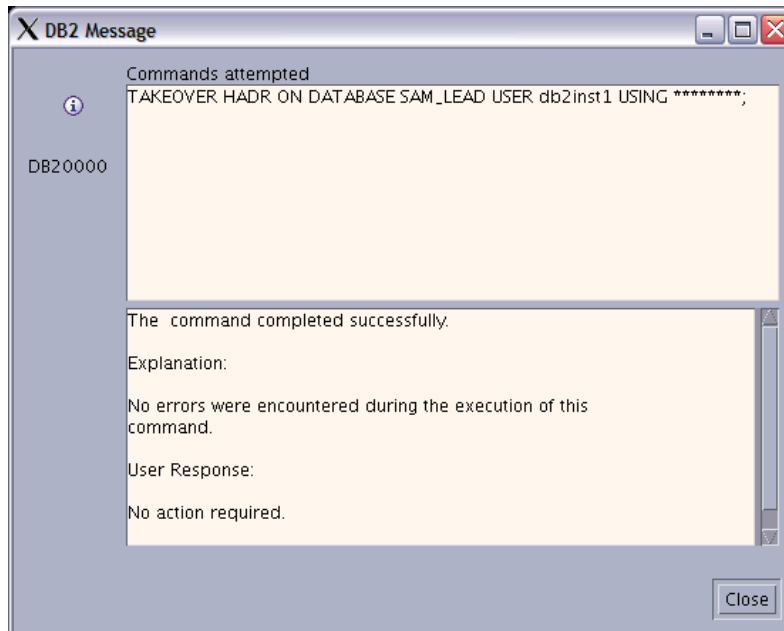 DB2 Message
Commands attempted
TAKEOVER HADR ON DATABASE SAM_LEAD USER db2inst1 USING ********;
DB20000
The  command completed successfully.
Explanation:
No errors were encountered during the execution of this
command.
User Response:
No action required.
Close